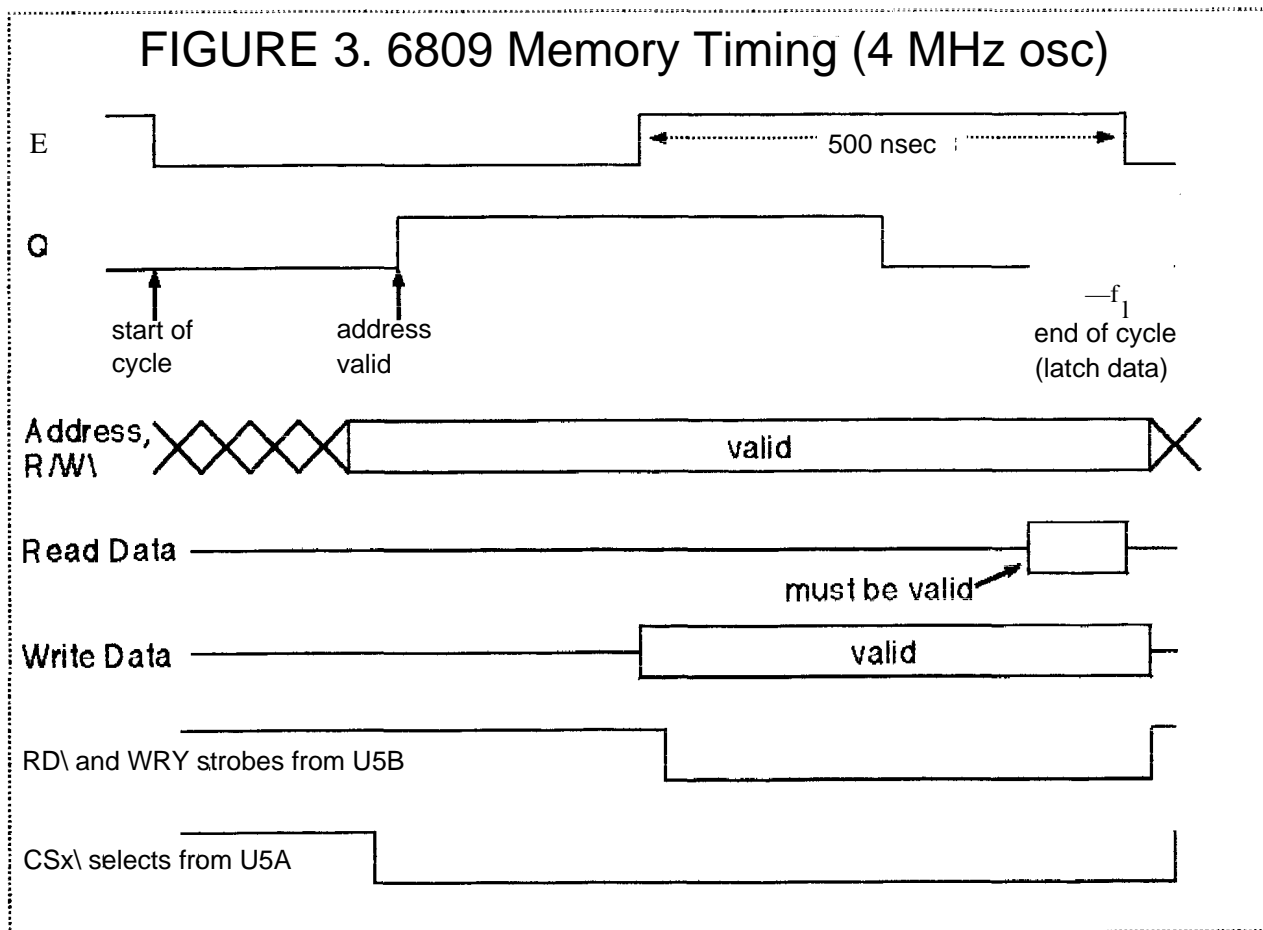 FIGURE 3. 6809 Memory Timing (4 MHz osc)
E
500 nsec
Q
start of
cycle
address
valid
—f1
end of cycle
(latch data)
Address,
R/W\
valid
Read Data
must be valid
Write Data
valid
RD\ and WRY strobes from U5B
CSx\ selects from U5A